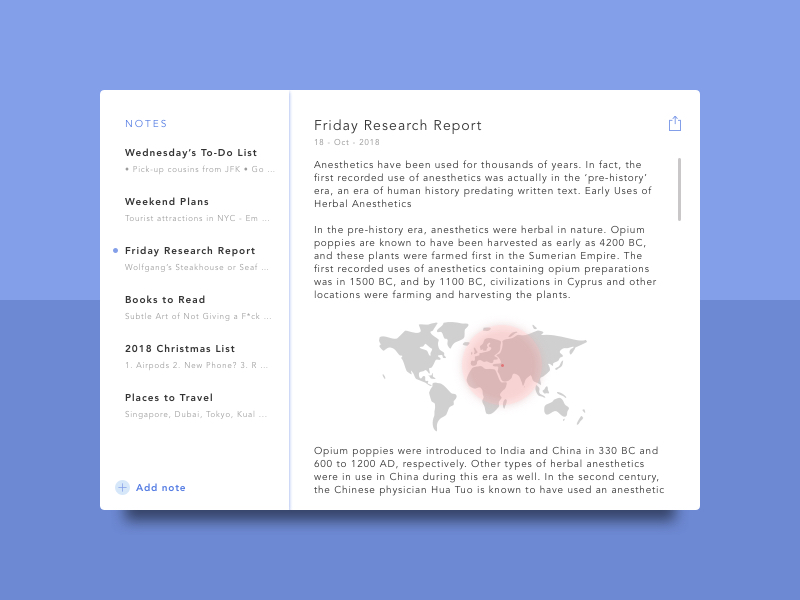 NOTES
Wednesday's To-Do List
• Pick-up cousins from JFK • Go ...
Weekend Plans
Tourist attractions in NYC - Em ...
Friday Research Report
Wolfgang's Steakhouse or Seaf ...
Books to Read
Subtle Art of Not Giving a F*ck ...
2018 Christmas List
1. Airpods 2. New Phone? 3. R ...
Places to Travel
Singapore, Dubai, Tokyo, Kual ...
Add note
Friday Research Report
18 - Oct - 2018
Anesthetics have been used for thousands of years. In fact, the
first recorded use of anesthetics was actually in the 'pre-history'
era, an era of human history predating written text. Early Uses of
Herbal Anesthetics
In the pre-history era, anesthetics were herbal in nature. Opium
poppies are known to have been harvested as early as 4200 BC,
and these plants were farmed first in the Sumerian Empire. The
first recorded uses of anesthetics containing opium preparations
was in 1500 BC, and by 1100 BC, civilizations in Cyprus and other
locations were farming and harvesting the plants.
Opium poppies were introduced to India and China in 330 BC and
600 to 1200 AD, respectively. Other types of herbal anesthetics
were in use in China during this era as well. In the second century,
the Chinese physician Hua Tuo is known to have used an anesthetic